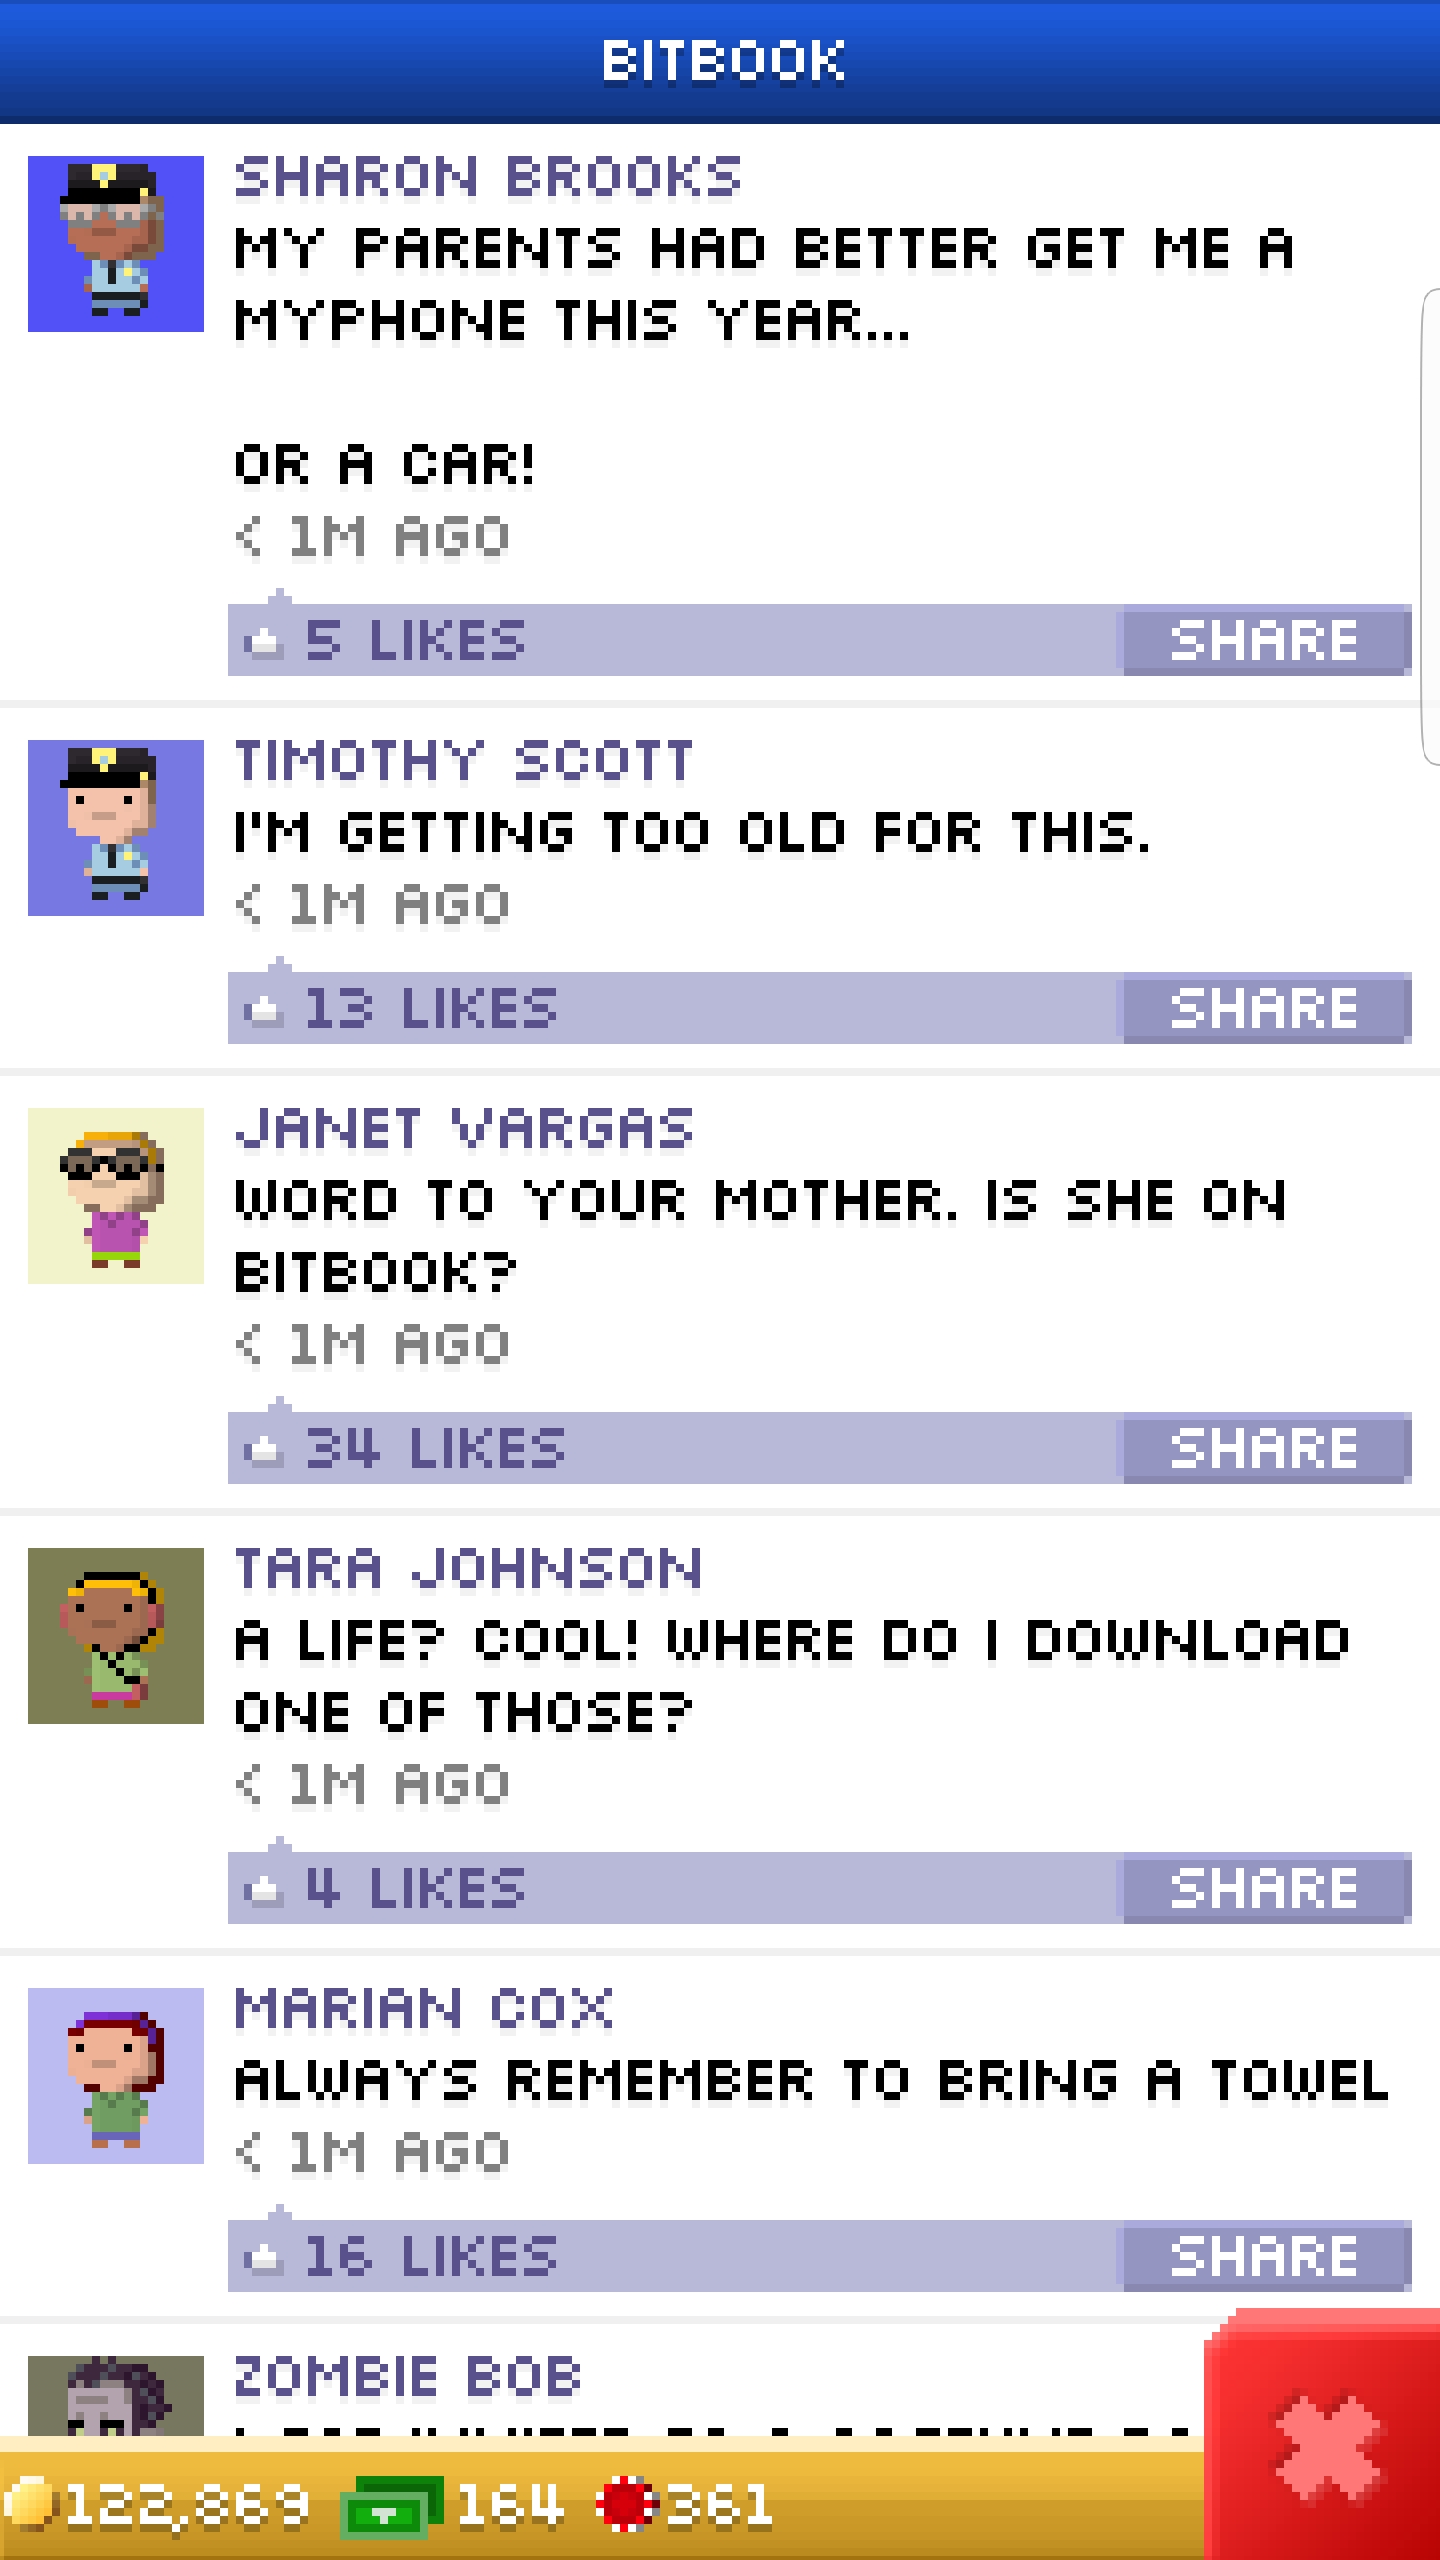 BITBOOK
SHARON BROOKS
MY PARENTS HAD BETTER GET ME A
MYPHONE THIS YEAR...
OR A CAR!
< 1M AGO
5 LIKES SHARE
TIMOTHY SCOTT
I'M GETTING TOO OLD FOR THIS.
< 1M AGO
13 LIKES SHARE
JANET VARGAS
WORD TO YOUR MOTHER. IS SHE ON
BITBOOK?
< 1M AGO
34 LIKES SHARE
TARA JOHNSON
A LIFE? COOL! WHERE DO I DOWNLOAD
ONE OF THOSE?
< 1M AGO
4 LIKES SHARE
MARIAN COX
ALWAYS REMEMBER TO BRING A TOWEL
< 1M AGO
16 LIKES SHARE
ZOMBIE BOB
122,869 164 361